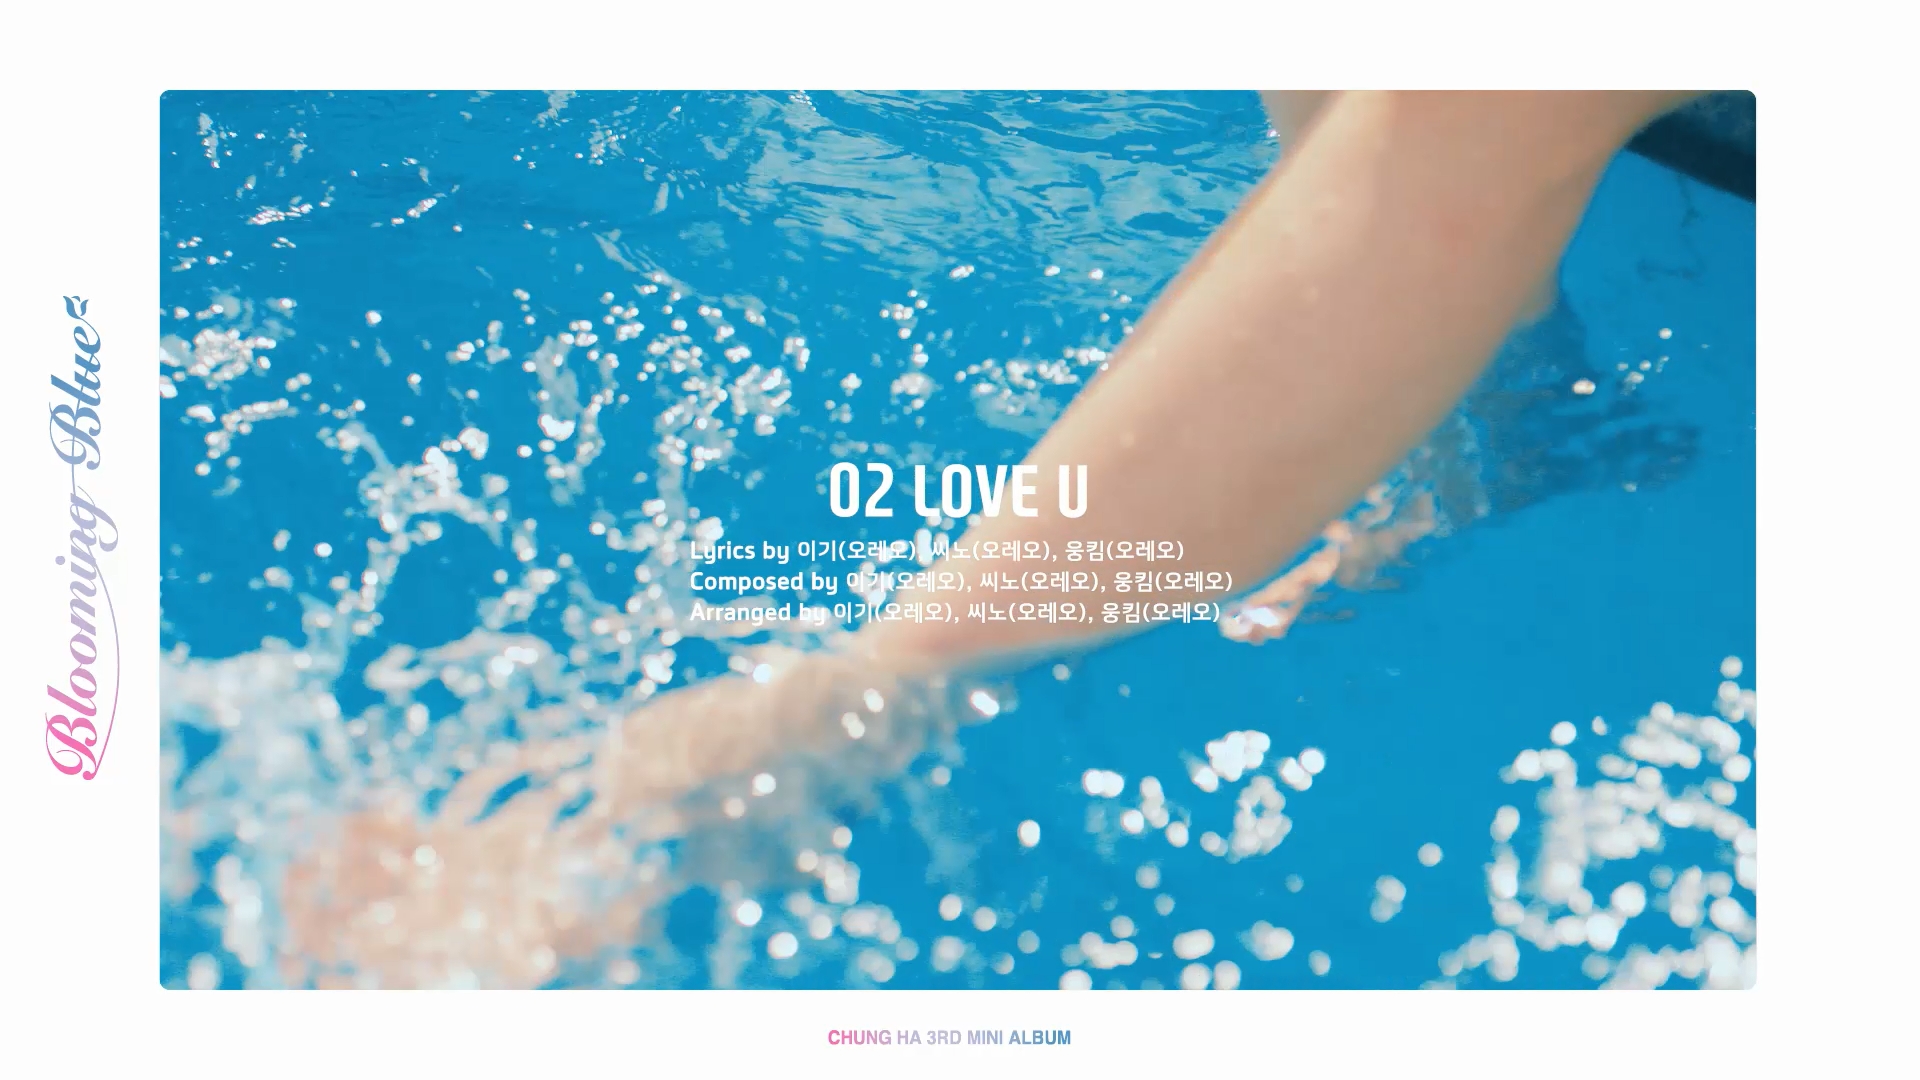 Blooming Blue
02 LOVE U
Lyrics by 이기(오레오), 씨노(오레오), 웅킴(오레오)
Composed by 이기(오레오), 씨노(오레오), 웅킴(오레오)
Arranged by 이기(오레오), 씨노(오레오), 웅킴(오레오)
CHUNG HA 3RD MINI ALBUM